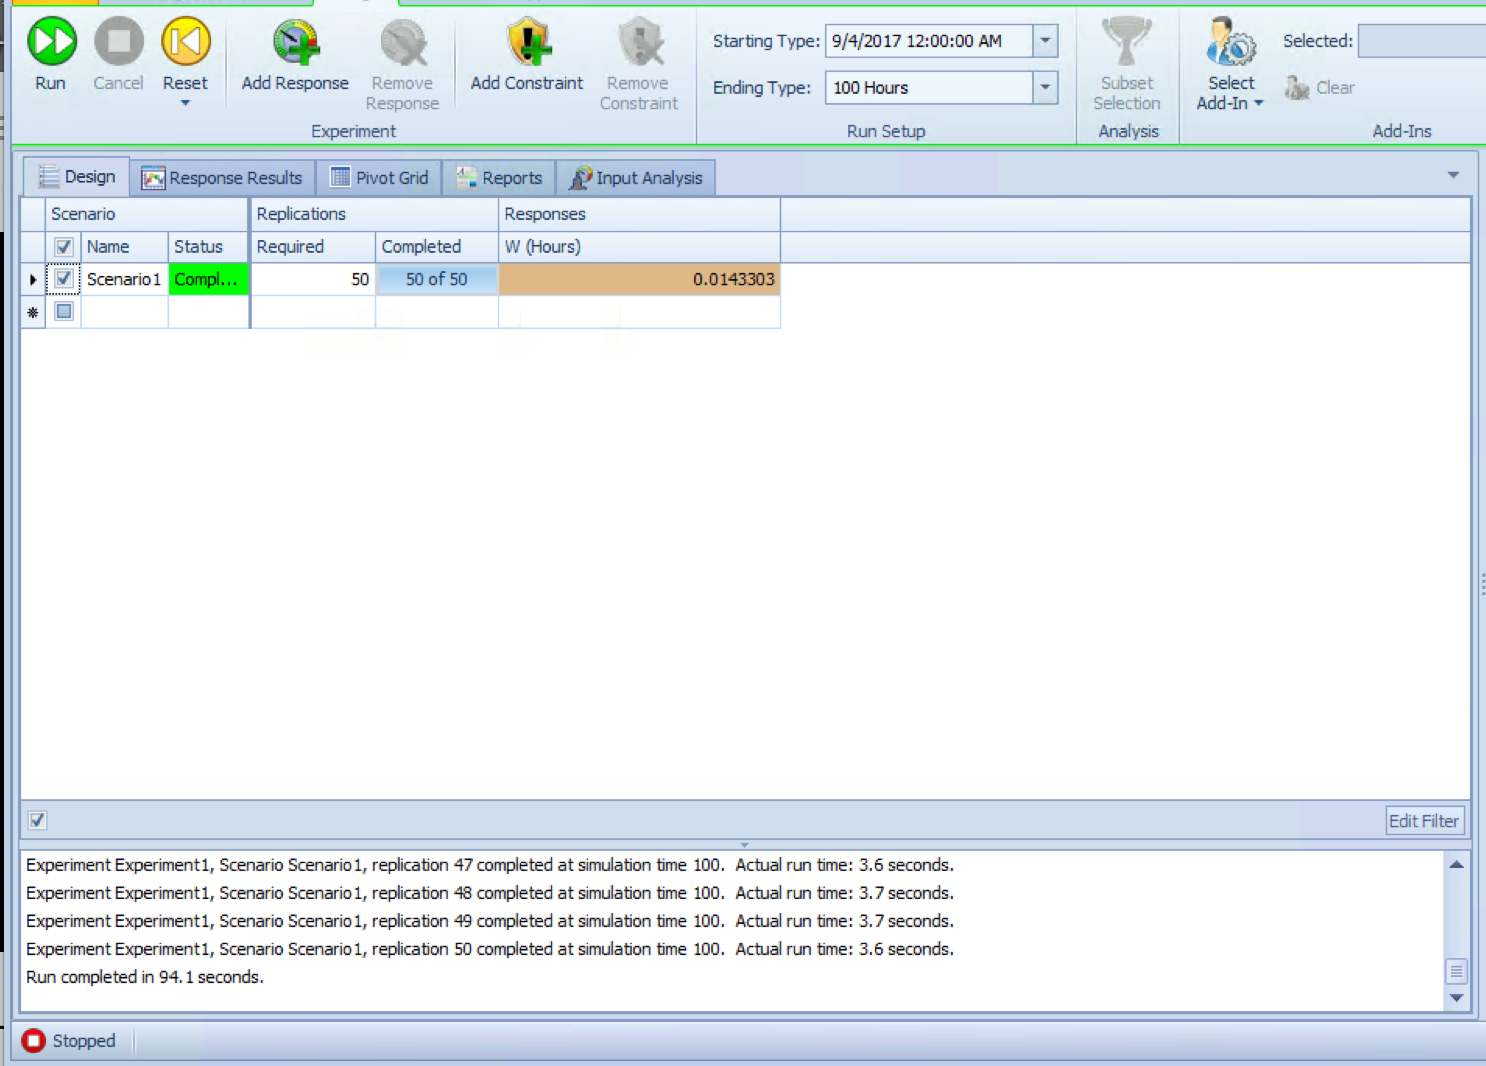 Run
Cancel
Reset
Add Response
Remove
Response
Add Constraint
Remove
Constraint
Experiment
Starting Type: 9/4/2017 12:00:00 AM
Ending Type: 100 Hours
Run Setup
Subset
Selection
Analysis
Select
Add-In
Selected:
Clear
Add-Ins
Design
Response Results
Pivot Grid
Reports
Input Analysis
Scenario Replications Responses
Name Status Required Completed W (Hours)
Scenario1 Compl... 50 50 of 50 0.0143303
Edit Filter
Experiment Experiment1, Scenario Scenario1, replication 47 completed at simulation time 100. Actual run time: 3.6 seconds.
Experiment Experiment1, Scenario Scenario1, replication 48 completed at simulation time 100. Actual run time: 3.7 seconds.
Experiment Experiment1, Scenario Scenario1, replication 49 completed at simulation time 100. Actual run time: 3.7 seconds.
Experiment Experiment1, Scenario Scenario1, replication 50 completed at simulation time 100. Actual run time: 3.6 seconds.
Run completed in 94.1 seconds.
Stopped